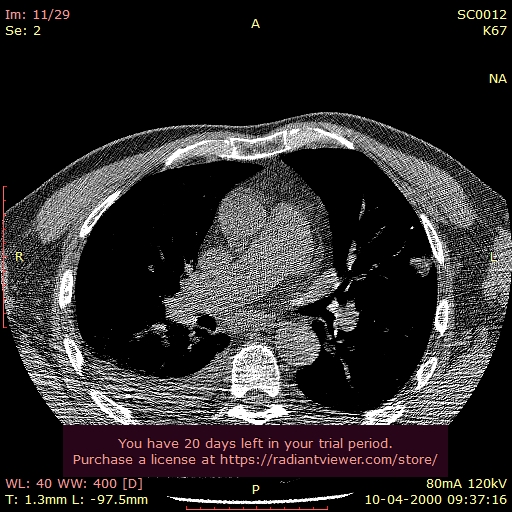 Im: 11/29
Se: 2
A
SC0012
K67
NA
R
L
You have 20 days left in your trial period.
Purchase a license at https://radiantviewer.com/store/
WL: 40 WW: 400 [D]
T: 1.3mm L: -97.5mm
P
80mA 120kV
10-04-2000 09:37:16